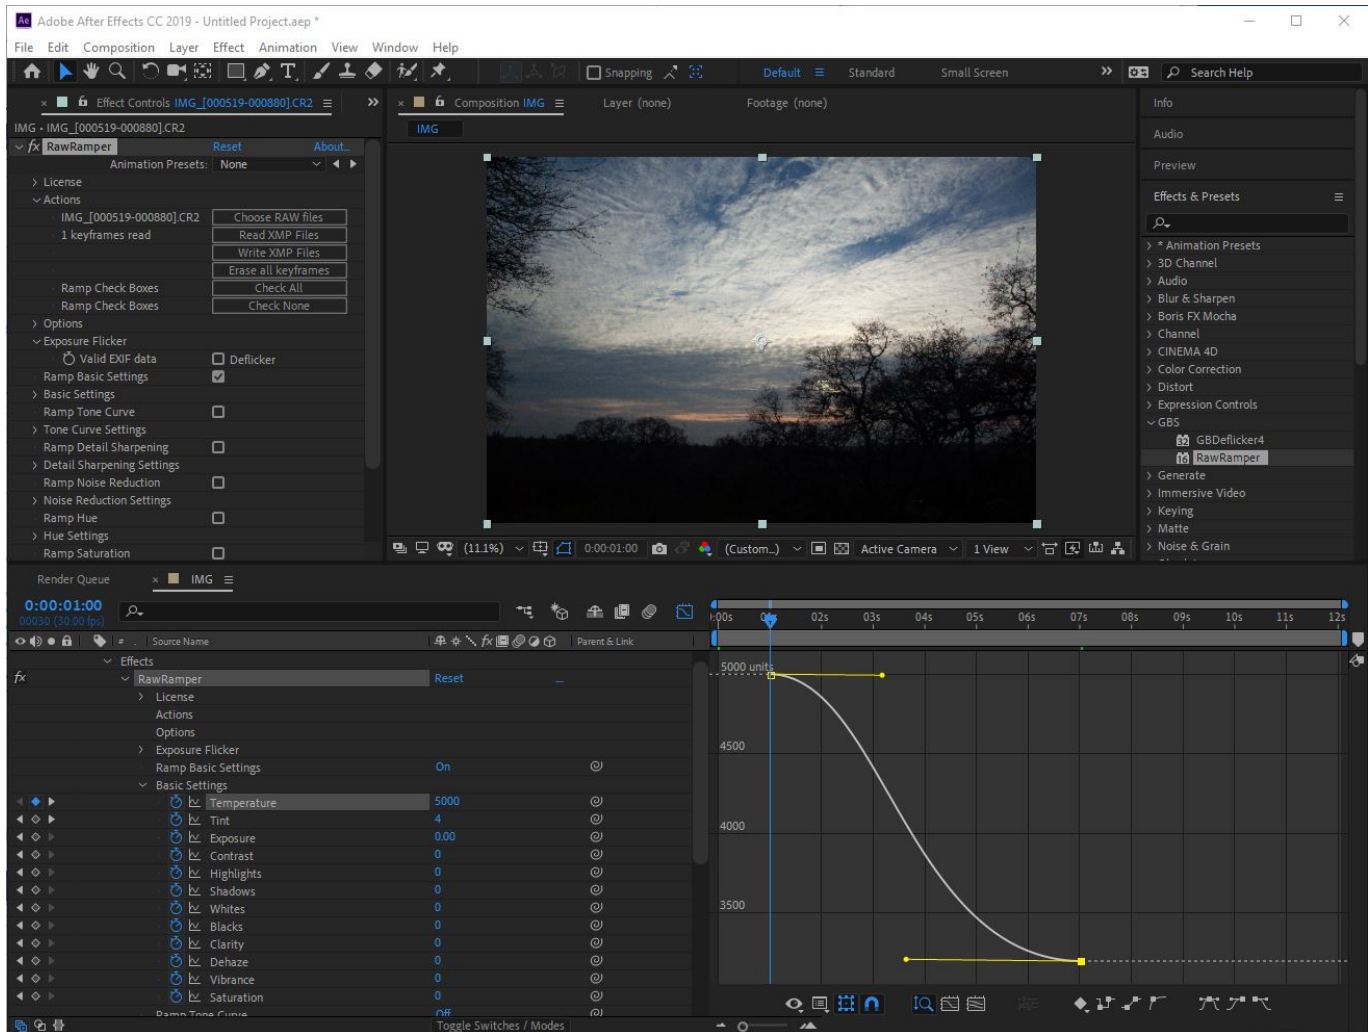 Ae Adobe After Effects CC 2019 - Untitled Project.aep *
File Edit Composition Layer Effect Animation View Window Help
Snapping Default Standard Small Screen Search Help
Effect Controls IMG_[000519-000880].CR2
IMG • IMG_[000519-000880].CR2
fx RawRamper Reset About...
Animation Presets: None
License
Actions
IMG_[000519-000880].CR2 Choose RAW files
1 keyframes read Read XMP Files
Write XMP Files
Erase all keyframes
Ramp Check Boxes Check All
Ramp Check Boxes Check None
Options
Exposure Flicker
Valid EXIF data Deflicker
Ramp Basic Settings
Basic Settings
Ramp Tone Curve
Tone Curve Settings
Ramp Detail Sharpening
Detail Sharpening Settings
Ramp Noise Reduction
Noise Reduction Settings
Ramp Hue
Hue Settings
Ramp Saturation
Composition IMG Layer (none) Footage (none)
IMG
(11.1%) 0:00:01:00 (Custom...) Active Camera 1 View
Info
Audio
Preview
Effects & Presets
* Animation Presets
3D Channel
Audio
Blur & Sharpen
Boris FX Mocha
Channel
CINEMA 4D
Color Correction
Distort
Expression Controls
GBS
32 GBDeflicker4
16 RawRamper
Generate
Immersive Video
Keying
Matte
Noise & Grain
Render Queue IMG
0:00:01:00
00030 (30.00 fps)
# Source Name fx Parent & Link
Effects
fx RawRamper Reset
License
Actions
Options
Exposure Flicker
Ramp Basic Settings On
Basic Settings
Temperature 5000
Tint 4
Exposure 0.00
Contrast 0
Highlights 0
Shadows 0
Whites 0
Blacks 0
Clarity 0
Dehaze 0
Vibrance 0
Saturation 0
Ramp Tone Curve Off
Toggle Switches / Modes
02s 03s 04s 05s 06s 07s 08s 09s 10s 11s 12s
5000 units
4500
4000
3500